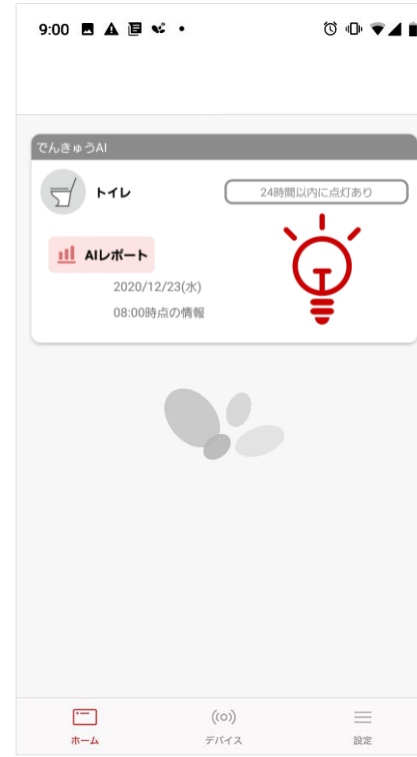 9:00
でんきゅうAI
トイレ
24時間以内に点灯あり
AIレポート
2020/12/23(水)
08:00時点の情報
ホーム
デバイス
設定